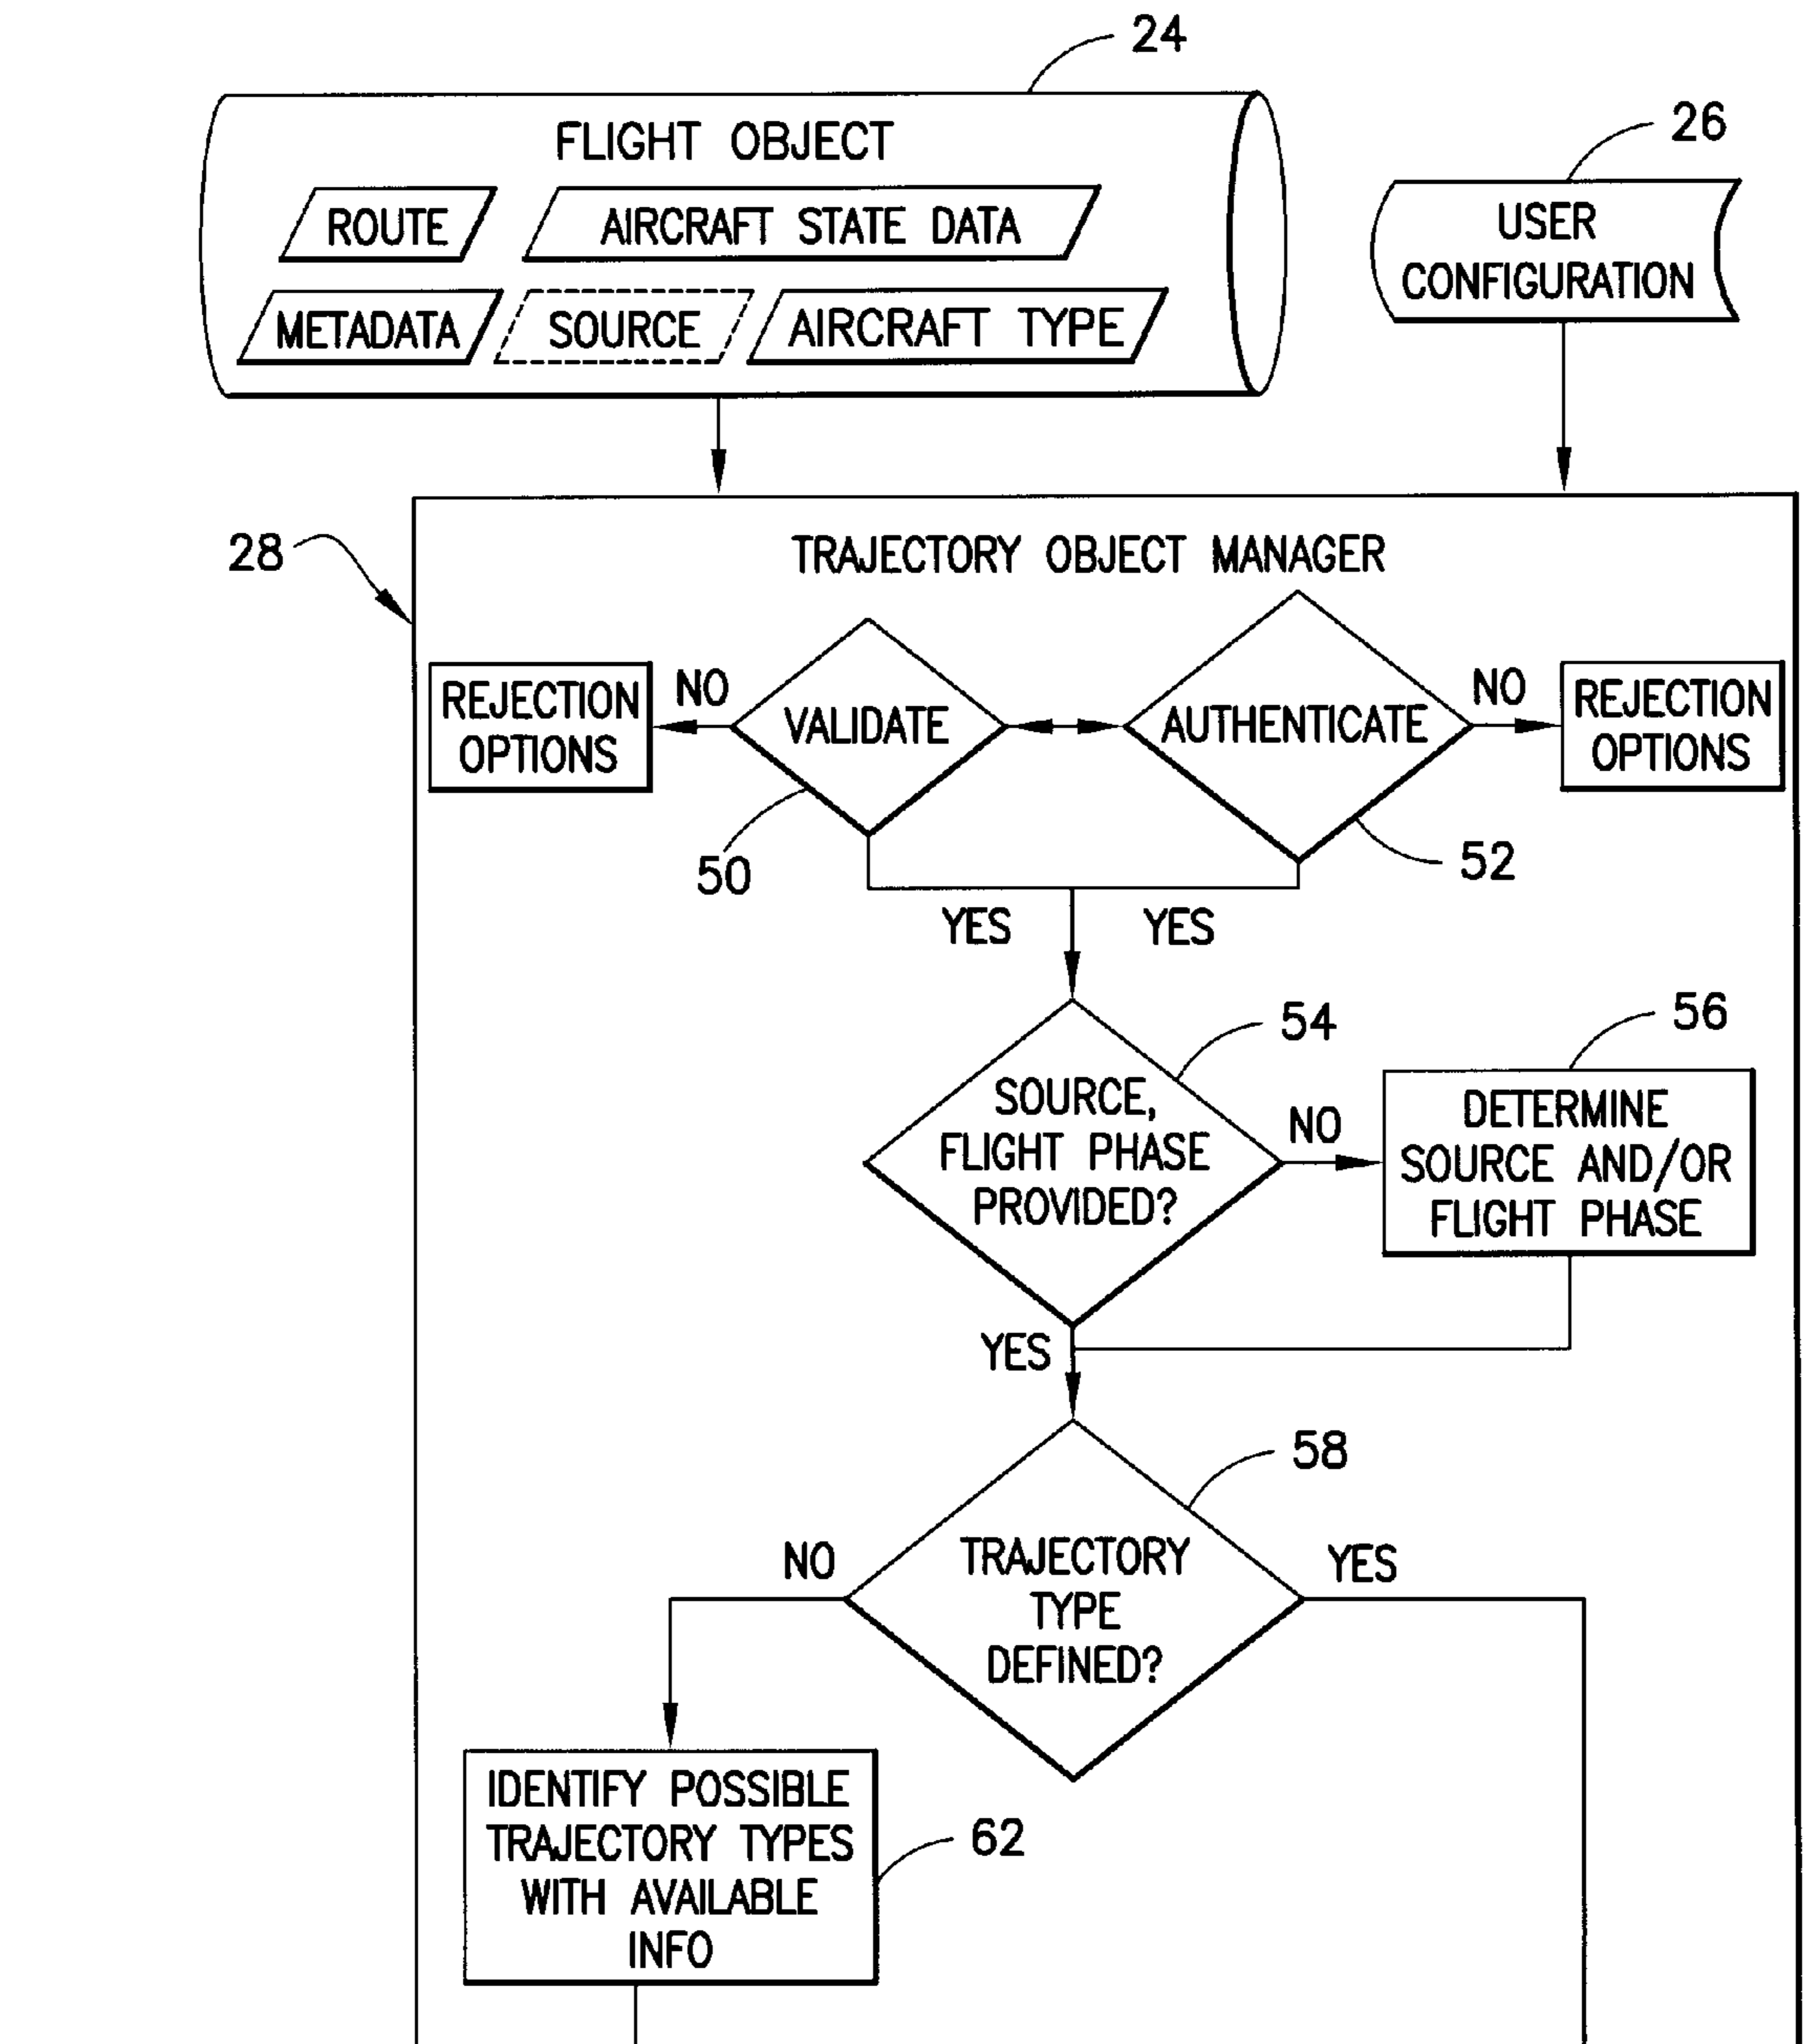 24
FLIGHT OBJECT
26
ROUTE
AIRCRAFT STATE DATA
USER
CONFIGURATION
METADATA
SOURCE
AIRCRAFT TYPE
28
TRAJECTORY OBJECT MANAGER
REJECTION
OPTIONS
NO
VALIDATE
AUTHENTICATE
NO
REJECTION
OPTIONS
50
52
YES
YES
54
56
SOURCE,
FLIGHT PHASE
PROVIDED?
NO
DETERMINE
SOURCE AND/OR
FLIGHT PHASE
YES
58
NO
TRAJECTORY
TYPE
DEFINED?
YES
IDENTIFY POSSIBLE
TRAJECTORY TYPES
WITH AVAILABLE
INFO
62